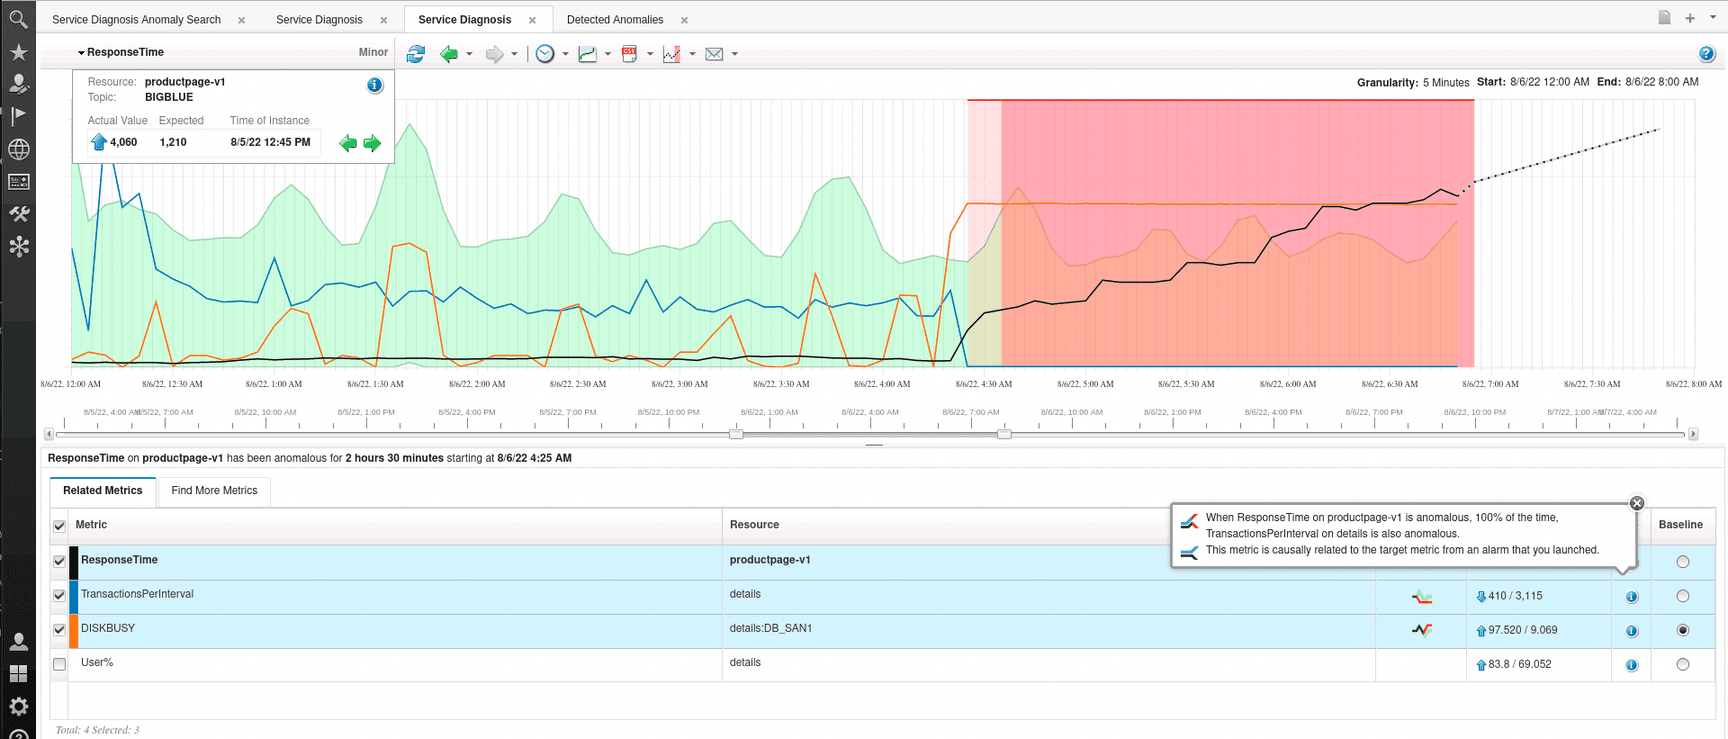 Service Diagnosis Anomaly Search
Service Diagnosis
Service Diagnosis
Detected Anomalies
ResponseTime Minor
CSV
Resource: productpage-v1
Topic: BIGBLUE
Actual Value Expected Time of Instance
4,060 1,210 8/5/22 12:45 PM
Granularity: 5 Minutes Start: 8/6/22 12:00 AM End: 8/6/22 8:00 AM
8/6/22, 12:00 AM 8/6/22, 12:30 AM 8/6/22, 1:00 AM 8/6/22, 1:30 AM 8/6/22, 2:00 AM 8/6/22, 2:30 AM 8/6/22, 3:00 AM 8/6/22, 3:30 AM 8/6/22, 4:00 AM 8/6/22, 4:30 AM 8/6/22, 5:00 AM 8/6/22, 5:30 AM 8/6/22, 6:00 AM 8/6/22, 6:30 AM 8/6/22, 7:00 AM 8/6/22, 7:30 AM 8/6/22, 8:00 AM
8/5/22, 4:00 AM 8/5/22, 7:00 AM 8/5/22, 10:00 AM 8/5/22, 1:00 PM 8/5/22, 4:00 PM 8/5/22, 7:00 PM 8/5/22, 10:00 PM 8/6/22, 1:00 AM 8/6/22, 4:00 AM 8/6/22, 7:00 AM 8/6/22, 10:00 AM 8/6/22, 1:00 PM 8/6/22, 4:00 PM 8/6/22, 7:00 PM 8/6/22, 10:00 PM 8/7/22, 1:00 AM 8/7/22, 4:00 AM
ResponseTime on productpage-v1 has been anomalous for 2 hours 30 minutes starting at 8/6/22 4:25 AM
Related Metrics Find More Metrics
When ResponseTime on productpage-v1 is anomalous, 100% of the time,
TransactionsPerInterval on details is also anomalous.
This metric is causally related to the target metric from an alarm that you launched.
Metric Resource Baseline
ResponseTime productpage-v1
TransactionsPerInterval details 410 / 3,115
DISKBUSY details:DB_SAN1 97.520 / 9.069
User% details 83.8 / 69.052
Total: 4 Selected: 3